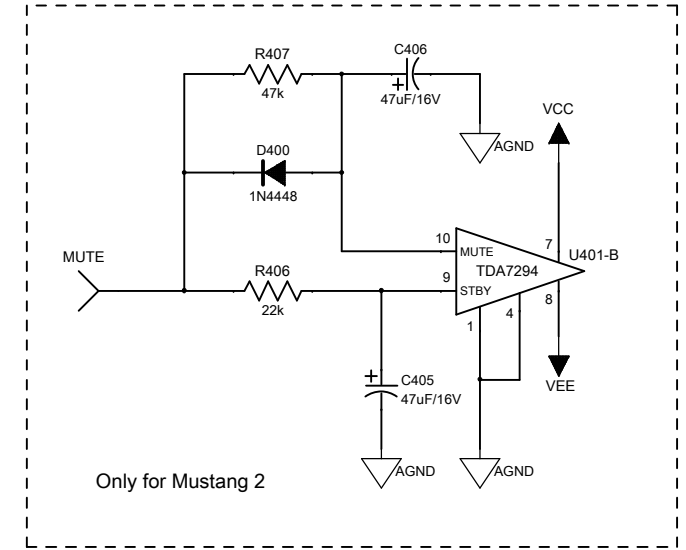 R407
47k
C406
+
47uF/16V
AGND
VCC
D400
1N4448
MUTE
10
MUTE
7
U401-B
TDA7294
R406
22k
9
STBY
8
1
4
+
C405
47uF/16V
VEE
AGND
AGND
Only for Mustang 2